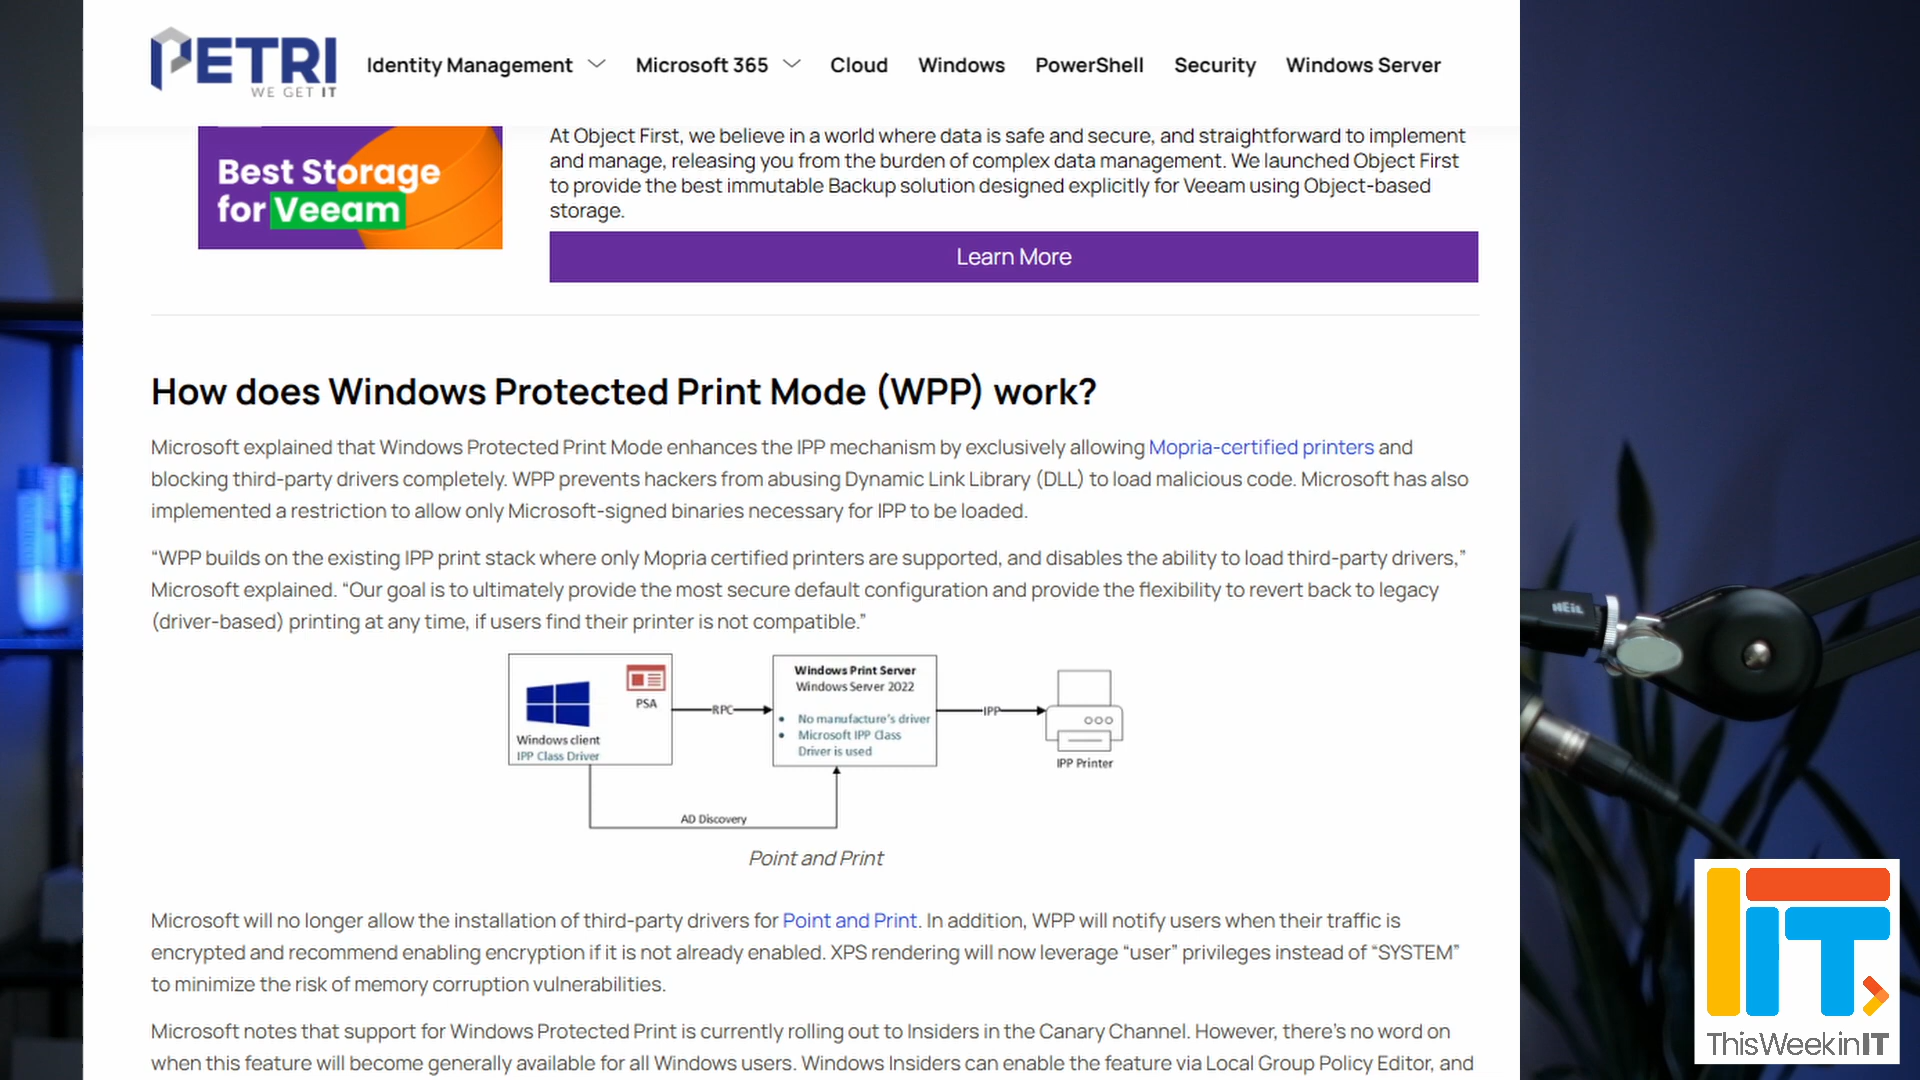 PETRI
WE GET IT
Identity Management
Microsoft 365
Cloud
Windows
PowerShell
Security
Windows Server
Best Storage
for Veeam
At Object First, we believe in a world where data is safe and secure, and straightforward to implement
and manage, releasing you from the burden of complex data management. We launched Object First
to provide the best immutable Backup solution designed explicitly for Veeam using Object-based
storage.
Learn More
How does Windows Protected Print Mode (WPP) work?
Microsoft explained that Windows Protected Print Mode enhances the IPP mechanism by exclusively allowing Mopria-certified printers and
blocking third-party drivers completely. WPP prevents hackers from abusing Dynamic Link Library (DLL) to load malicious code. Microsoft has also
implemented a restriction to allow only Microsoft-signed binaries necessary for IPP to be loaded.
“WPP builds on the existing IPP print stack where only Mopria certified printers are supported, and disables the ability to load third-party drivers,”
Microsoft explained. “Our goal is to ultimately provide the most secure default configuration and provide the flexibility to revert back to legacy
(driver-based) printing at any time, if users find their printer is not compatible.”
PSA
Windows client
IPP Class Driver
RPC
Windows Print Server
Windows Server 2022
• No manufacture's driver
• Microsoft IPP Class
Driver is used
IPP
IPP Printer
AD Discovery
Point and Print
Microsoft will no longer allow the installation of third-party drivers for Point and Print. In addition, WPP will notify users when their traffic is
encrypted and recommend enabling encryption if it is not already enabled. XPS rendering will now leverage “user” privileges instead of “SYSTEM”
to minimize the risk of memory corruption vulnerabilities.
Microsoft notes that support for Windows Protected Print is currently rolling out to Insiders in the Canary Channel. However, there's no word on
when this feature will become generally available for all Windows users. Windows Insiders can enable the feature via Local Group Policy Editor, and
HEIL
IT
ThisWeekinIT